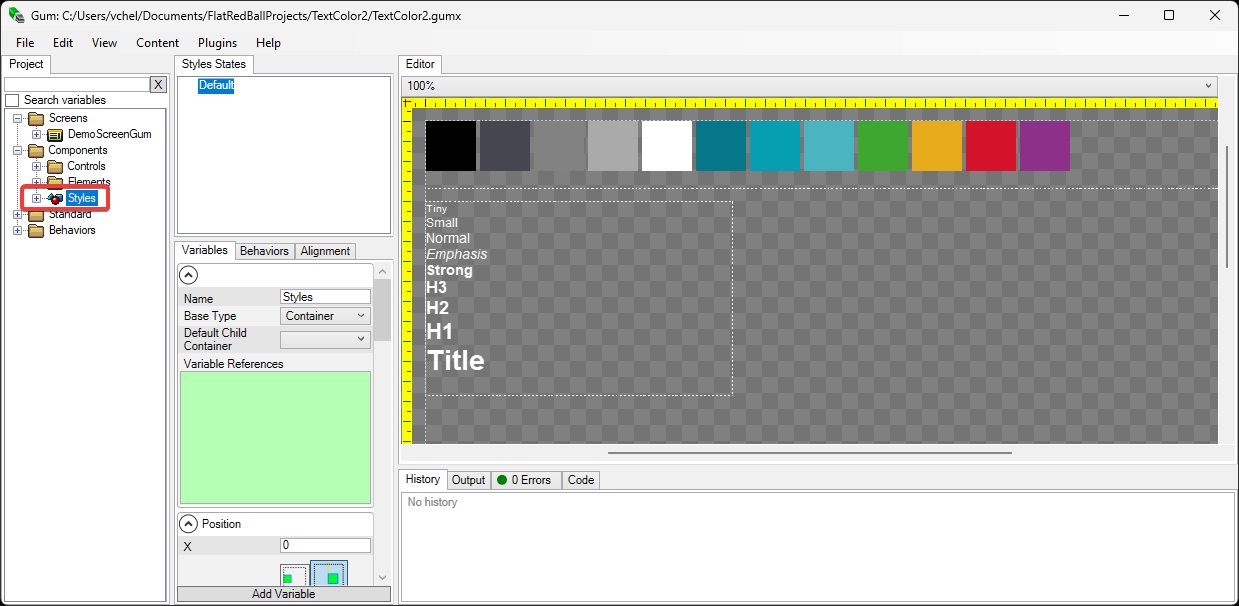 Gum: C:/Users/vchel/Documents/FlatRedBallProjects/TextColor2/TextColor2.gumx
File Edit View Content Plugins Help
Project
X
Search variables
Screens
DemoScreenGum
Components
Controls
Elements
Styles
Standard
Behaviors
Styles States
Default
Variables Behaviors Alignment
Name Styles
Base Type Container
Default Child
Container
Variable References
Position
X 0
Add Variable
Editor
100%
Tiny
Small
Normal
Emphasis
Strong
H3
H2
H1
Title
History Output 0 Errors Code
No history